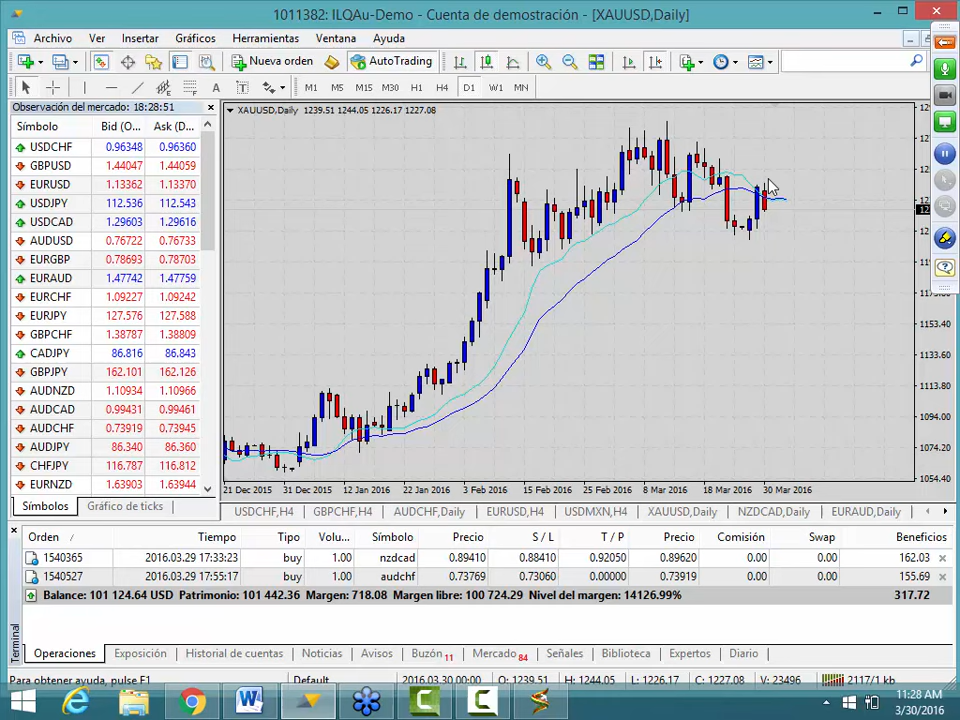 1011382: ILQAu-Demo - Cuenta de demostración - [XAUUSD,Daily]
Archivo Ver Insertar Gráficos Herramientas Ventana Ayuda
Nueva orden AutoTrading
A T M1 M5 M15 M30 H1 H4 D1 W1 MN
Observación del mercado: 18:28:51
Símbolo Bid (O... Ask (D...
USDCHF 0.96348 0.96360
GBPUSD 1.44047 1.44059
EURUSD 1.13362 1.13370
USDJPY 112.536 112.543
USDCAD 1.29603 1.29616
AUDUSD 0.76722 0.76733
EURGBP 0.78693 0.78703
EURAUD 1.47742 1.47759
EURCHF 1.09227 1.09242
EURJPY 127.576 127.588
GBPCHF 1.38787 1.38809
CADJPY 86.816 86.843
GBPJPY 162.101 162.126
AUDNZD 1.10934 1.10966
AUDCAD 0.99431 0.99461
AUDCHF 0.73919 0.73945
AUDJPY 86.340 86.360
CHFJPY 116.787 116.812
EURNZD 1.63903 1.63944
Símbolos Gráfico de ticks
XAUUSD,Daily 1239.51 1244.05 1226.17 1227.08
1153.40
1133.60
1113.80
1094.00
1074.20
1054.40
21 Dec 2015 31 Dec 2015 12 Jan 2016 22 Jan 2016 3 Feb 2016 15 Feb 2016 25 Feb 2016 8 Mar 2016 18 Mar 2016 30 Mar 2016
USDCHF,H4 GBPCHF,H4 AUDCHF,Daily EURUSD,H4 USDMXN,H4 XAUUSD,Daily NZDCAD,Daily EURAUD,Daily
Orden Tiempo Tipo Volu... Símbolo Precio S / L T / P Precio Comisión Swap Beneficios
1540365 2016.03.29 17:33:23 buy 1.00 nzdcad 0.89410 0.88410 0.92050 0.89620 0.00 0.00 162.03
1540527 2016.03.29 17:55:17 buy 1.00 audchf 0.73769 0.73060 0.00000 0.73919 0.00 0.00 155.69
Balance: 101 124.64 USD Patrimonio: 101 442.36 Margen: 718.08 Margen libre: 100 724.29 Nivel del margen: 14126.99% 317.72
Terminal
Operaciones Exposición Historial de cuentas Noticias Avisos Buzón 11 Mercado 84 Señales Biblioteca Expertos Diario
Para obtener ayuda, pulse F1 Default 2016.03.30 00:00 O: 1239.51 H: 1244.05 L: 1226.17 C: 1227.08 V: 23496 2117/1 kb
11:28 AM
3/30/2016